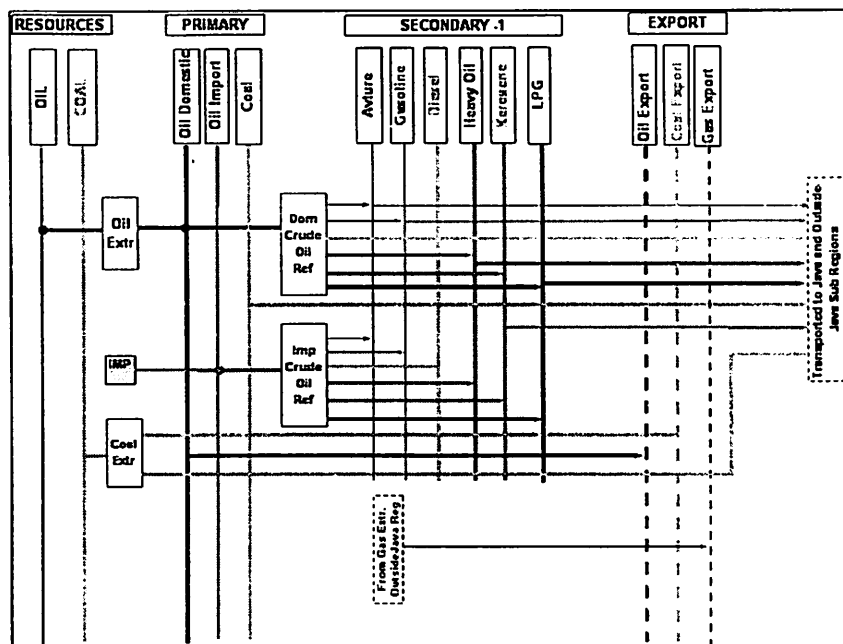 RESOURCES
PRIMARY
SECONDARY -1
EXPORT
OIL
COAL
Oil Domestic
Oil Import
Coal
Avture
Gasoline
Diesel
Heavy Oil
Kerosene
LPG
Oil Export
Coal Export
Gas Export
Oil
Extr
Dom
Crude
Oil
Ref
IMP
Imp
Crude
Oil
Ref
Coal
Extr
From Gas Extr.
OutsideJava Reg
Transported to Java and Outside
Java Sub Regions